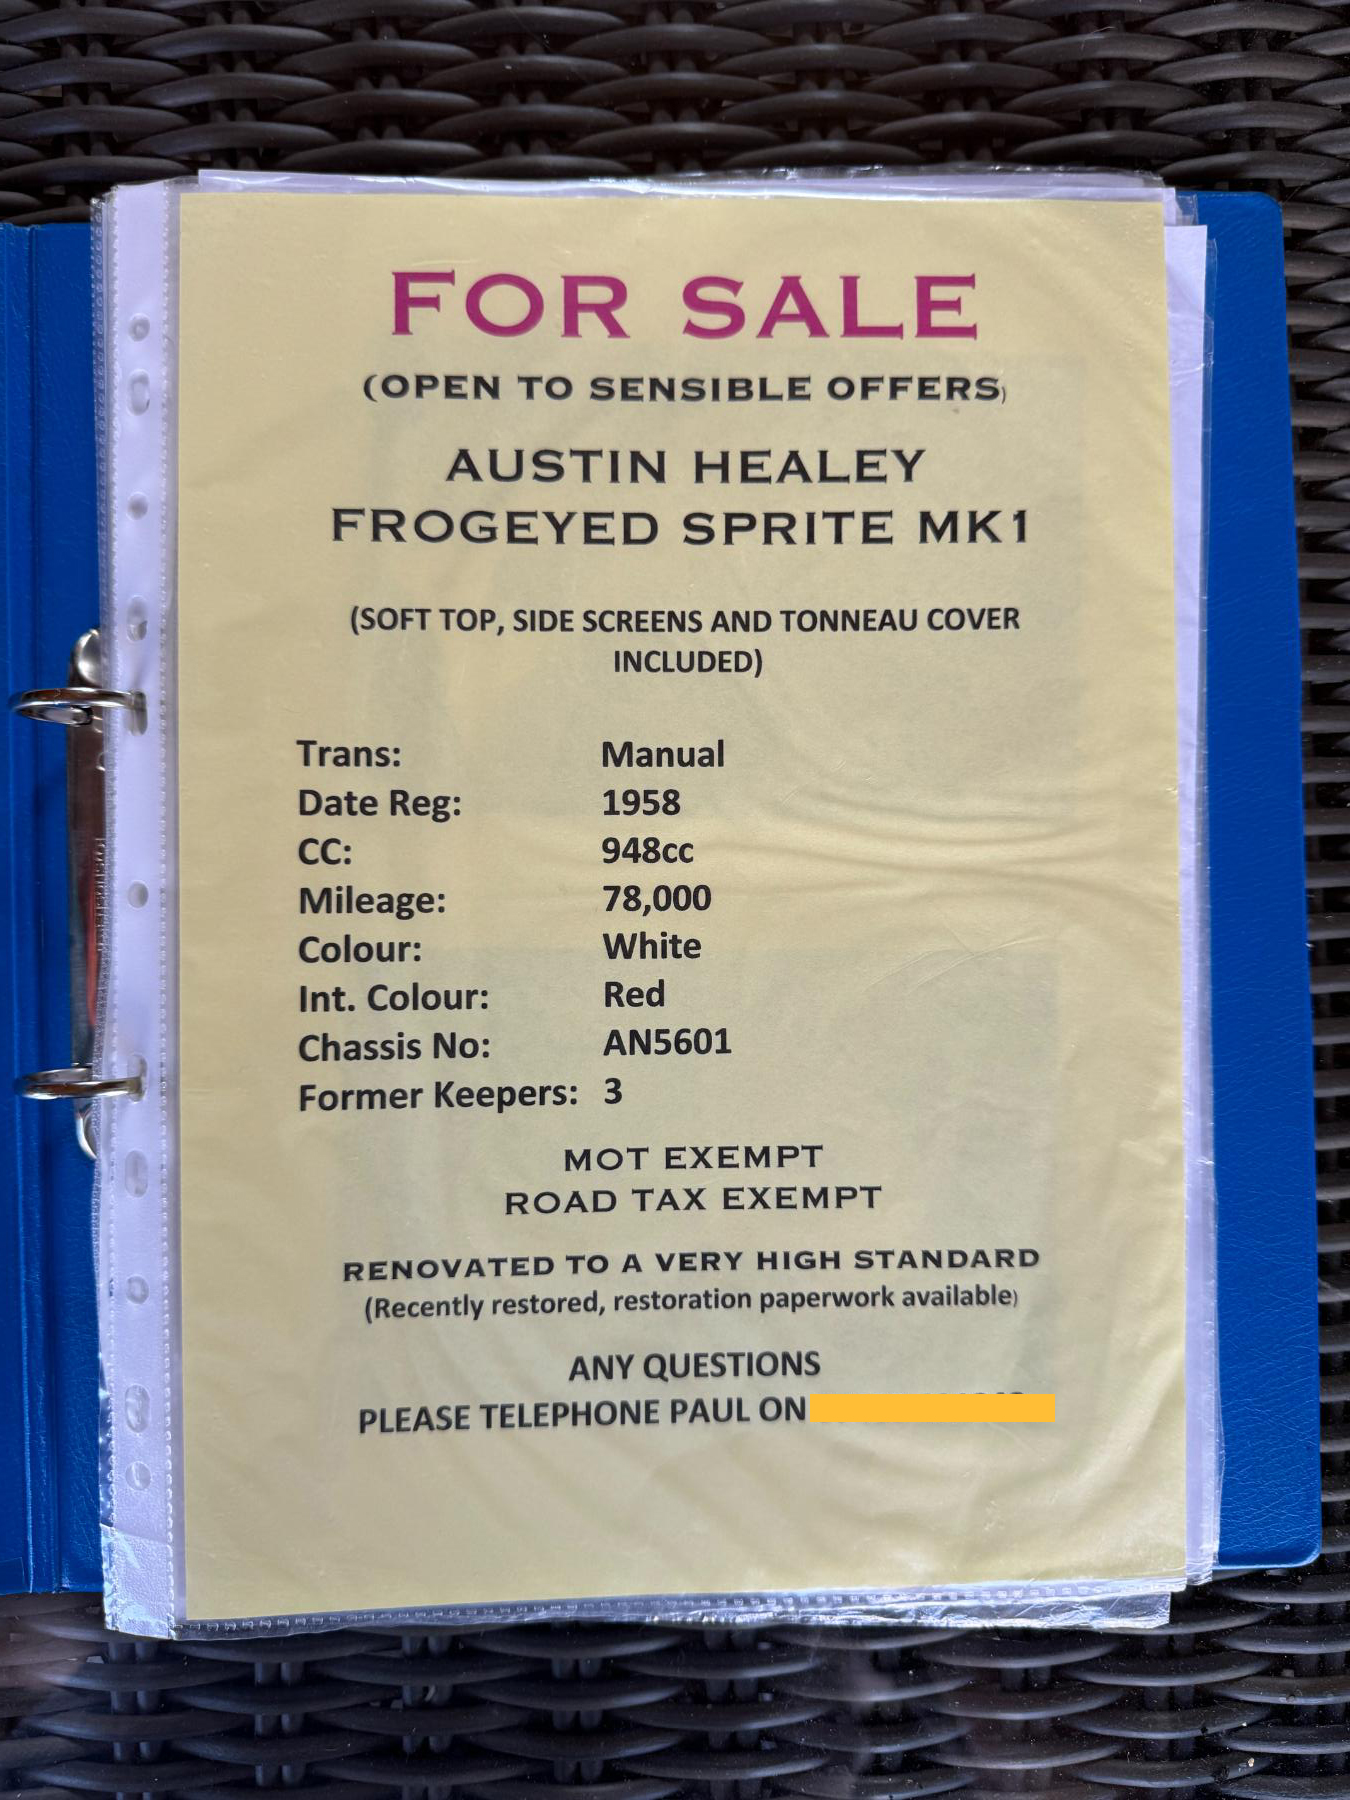 FOR SALE
(OPEN TO SENSIBLE OFFERS)
AUSTIN HEALEY
FROGEYED SPRITE MK1
(SOFT TOP, SIDE SCREENS AND TONNEAU COVER
INCLUDED)
Trans: Manual
Date Reg: 1958
CC: 948cc
Mileage: 78,000
Colour: White
Int. Colour: Red
Chassis No: AN5601
Former Keepers: 3
MOT EXEMPT
ROAD TAX EXEMPT
RENOVATED TO A VERY HIGH STANDARD
(Recently restored, restoration paperwork available)
ANY QUESTIONS
PLEASE TELEPHONE PAUL ON